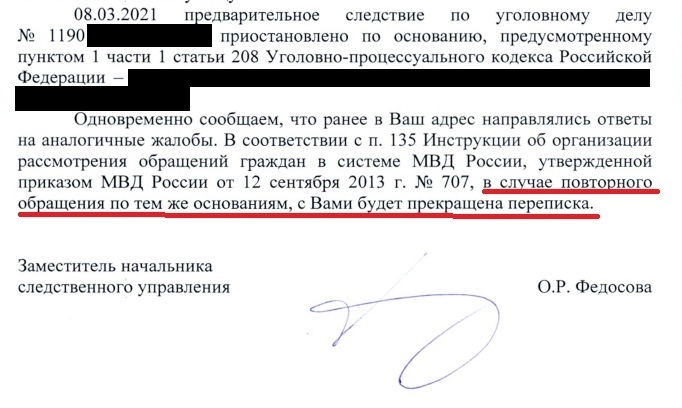 08.03.2021 предварительное следствие по уголовному делу
№ 1190 приостановлено по основанию, предусмотренному
пунктом 1 части 1 статьи 208 Уголовно-процессуального кодекса Российской
Федерации –
Одновременно сообщаем, что ранее в Ваш адрес направлялись ответы
на аналогичные жалобы. В соответствии с п. 135 Инструкции об организации
рассмотрения обращений граждан в системе МВД России, утвержденной
приказом МВД России от 12 сентября 2013 г. № 707, в случае повторного
обращения по тем же основаниям, с Вами будет прекращена переписка.
Заместитель начальника
следственного управления О.Р. Федосова